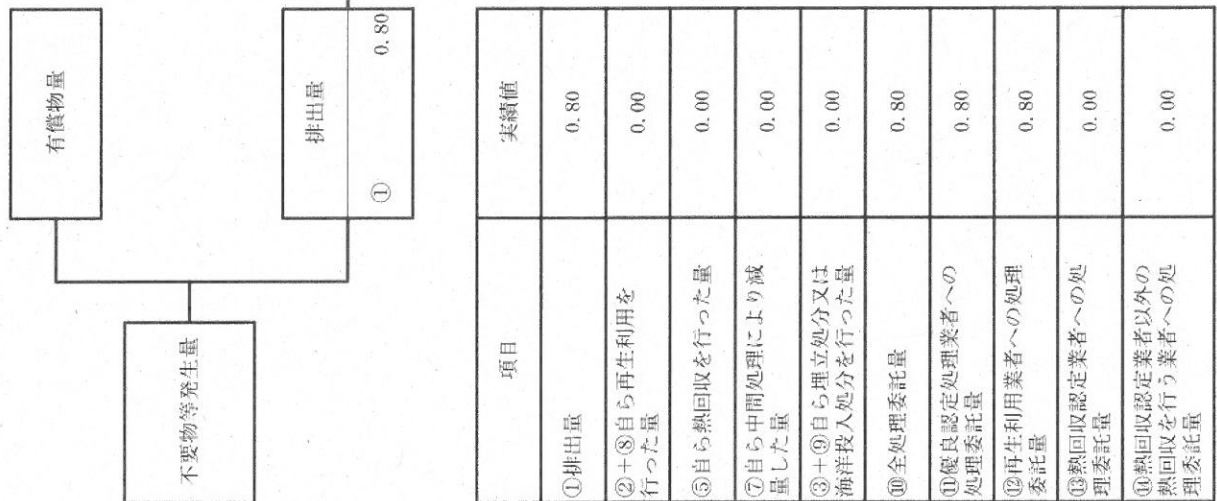 有償物量
不要物等発生量
排出量
① 0.80
項目 実績値
①排出量 0.80
②+⑧自ら再生利用を
行った量 0.00
⑤自ら熱回収を行った量 0.00
⑦自ら中間処理により減
量した量 0.00
③+⑨自ら埋立処分又は
海洋投入処分を行った量 0.00
⑩全処理委託量 0.80
⑪優良認定処理業者への
処理委託量 0.80
⑫再生利用業者への処理
委託量 0.80
⑬熱回収認定業者への処
理委託量 0.00
⑭熱回収認定業者以外の
熱回収を行う業者への処
理委託量 0.00